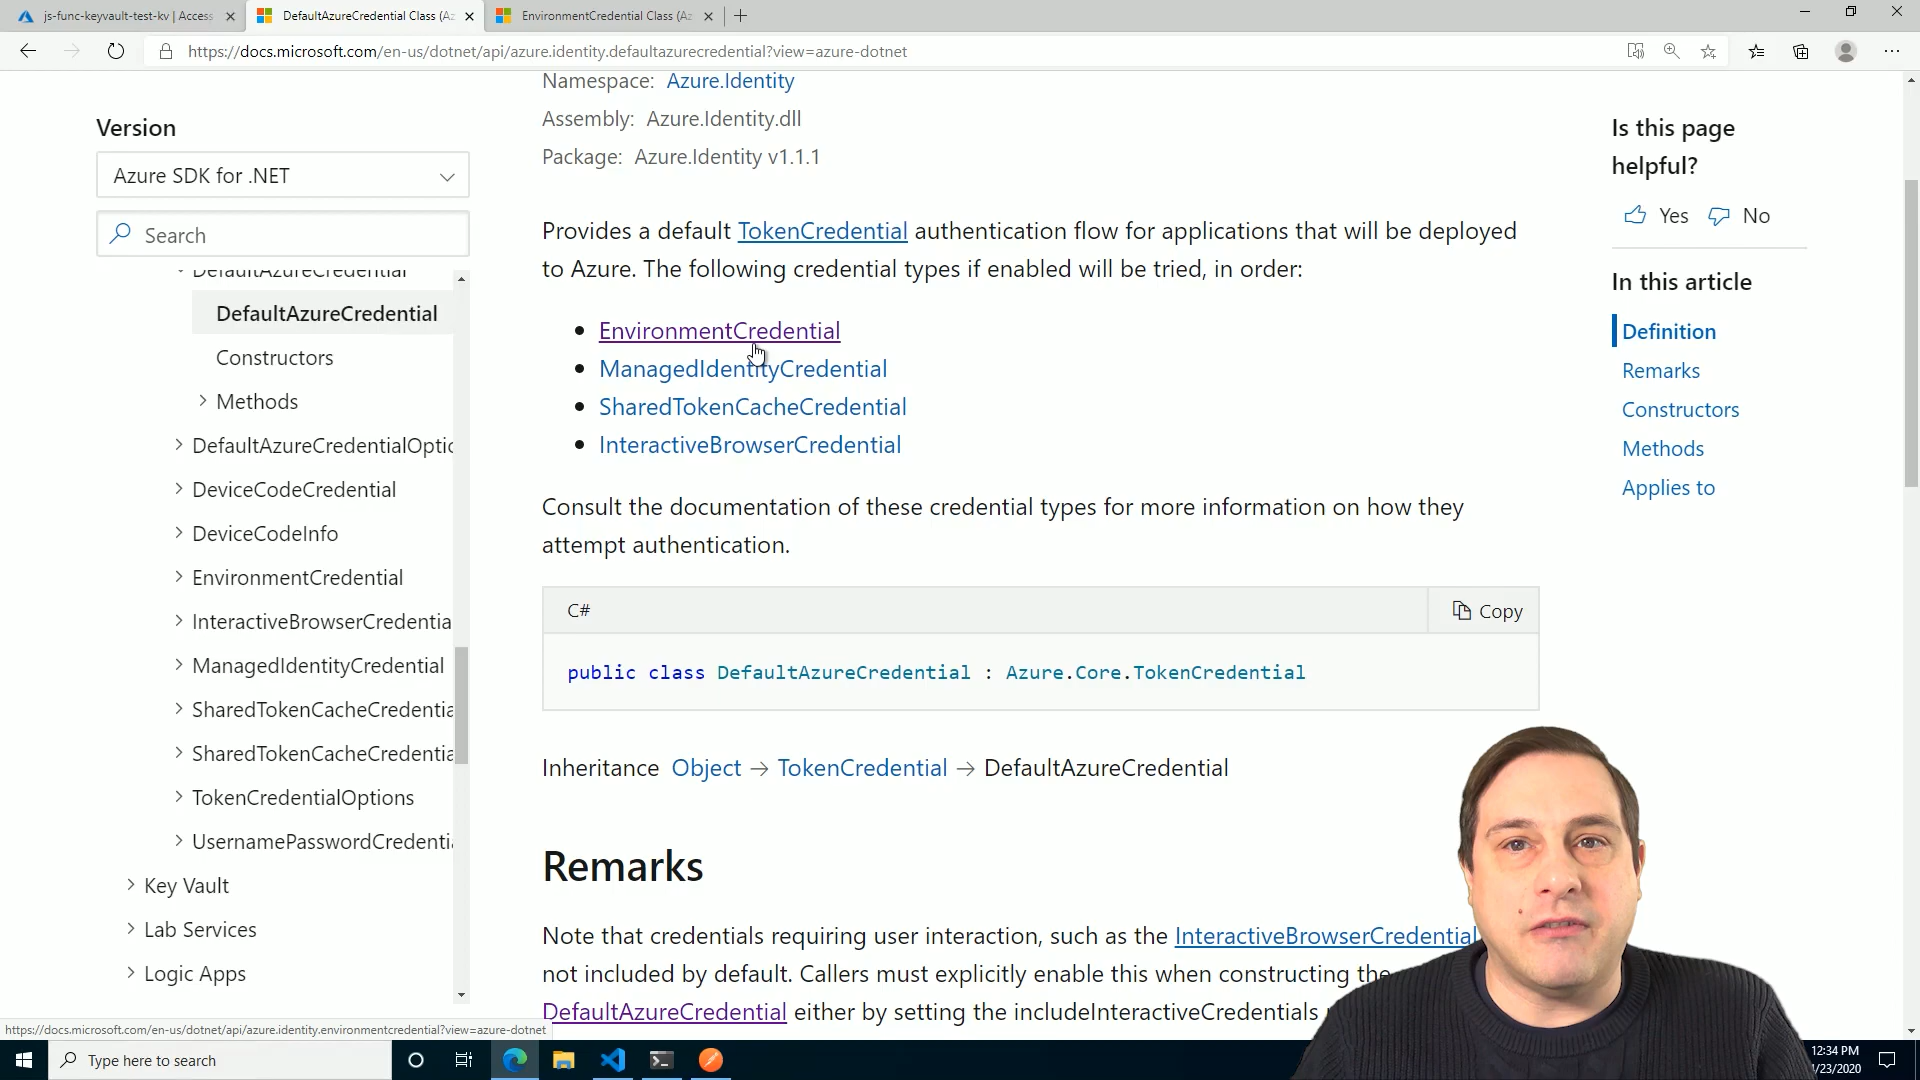 js-func-keyvault-test-kv | Access
DefaultAzureCredential Class (Az
EnvironmentCredential Class (Az
https://docs.microsoft.com/en-us/dotnet/api/azure.identity.defaultazurecredential?view=azure-dotnet
Version
Azure SDK for .NET
Search
DefaultAzureCredential
DefaultAzureCredential
Constructors
Methods
DefaultAzureCredentialOptio
DeviceCodeCredential
DeviceCodeInfo
EnvironmentCredential
InteractiveBrowserCredentia
ManagedIdentityCredential
SharedTokenCacheCredentia
SharedTokenCacheCredentia
TokenCredentialOptions
UsernamePasswordCredentia
Key Vault
Lab Services
Logic Apps
Namespace: Azure.Identity
Assembly: Azure.Identity.dll
Package: Azure.Identity v1.1.1
Provides a default TokenCredential authentication flow for applications that will be deployed
to Azure. The following credential types if enabled will be tried, in order:
• EnvironmentCredential
• ManagedIdentityCredential
• SharedTokenCacheCredential
• InteractiveBrowserCredential
Consult the documentation of these credential types for more information on how they
attempt authentication.
C#
Copy
public class DefaultAzureCredential : Azure.Core.TokenCredential
Inheritance Object → TokenCredential → DefaultAzureCredential
Remarks
Note that credentials requiring user interaction, such as the InteractiveBrowserCredential
not included by default. Callers must explicitly enable this when constructing the
DefaultAzureCredential either by setting the includeInteractiveCredentials
Is this page
helpful?
Yes No
In this article
Definition
Remarks
Constructors
Methods
Applies to
https://docs.microsoft.com/en-us/dotnet/api/azure.identity.environmentcredential?view=azure-dotnet
Type here to search
12:34 PM
/23/2020